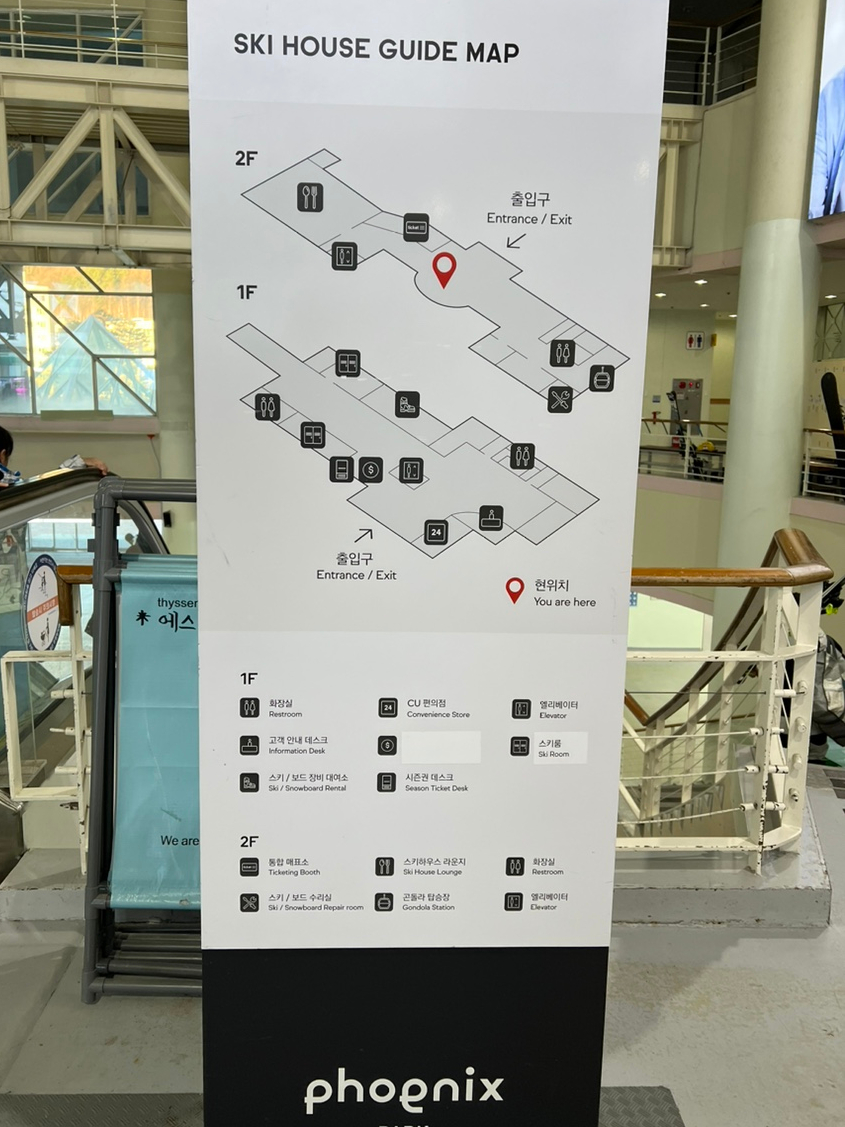 SKI HOUSE GUIDE MAP
2F
출입구
Entrance / Exit
1F
24
출입구
Entrance / Exit
현위치
You are here
thyssen
에스
We are
1F
화장실
Restroom
24
CU 편의점
Convenience Store
엘리베이터
Elevator
고객 안내 데스크
Information Desk
스키룸
Ski Room
스키 / 보드 장비 대여소
Ski / Snowboard Rental
시즌권 데스크
Season Ticket Desk
2F
통합 매표소
Ticketing Booth
스키하우스 라운지
Ski House Lounge
화장실
Restroom
스키 / 보드 수리실
Ski / Snowboard Repair room
곤돌라 탑승장
Gondola Station
엘리베이터
Elevator
phoenix